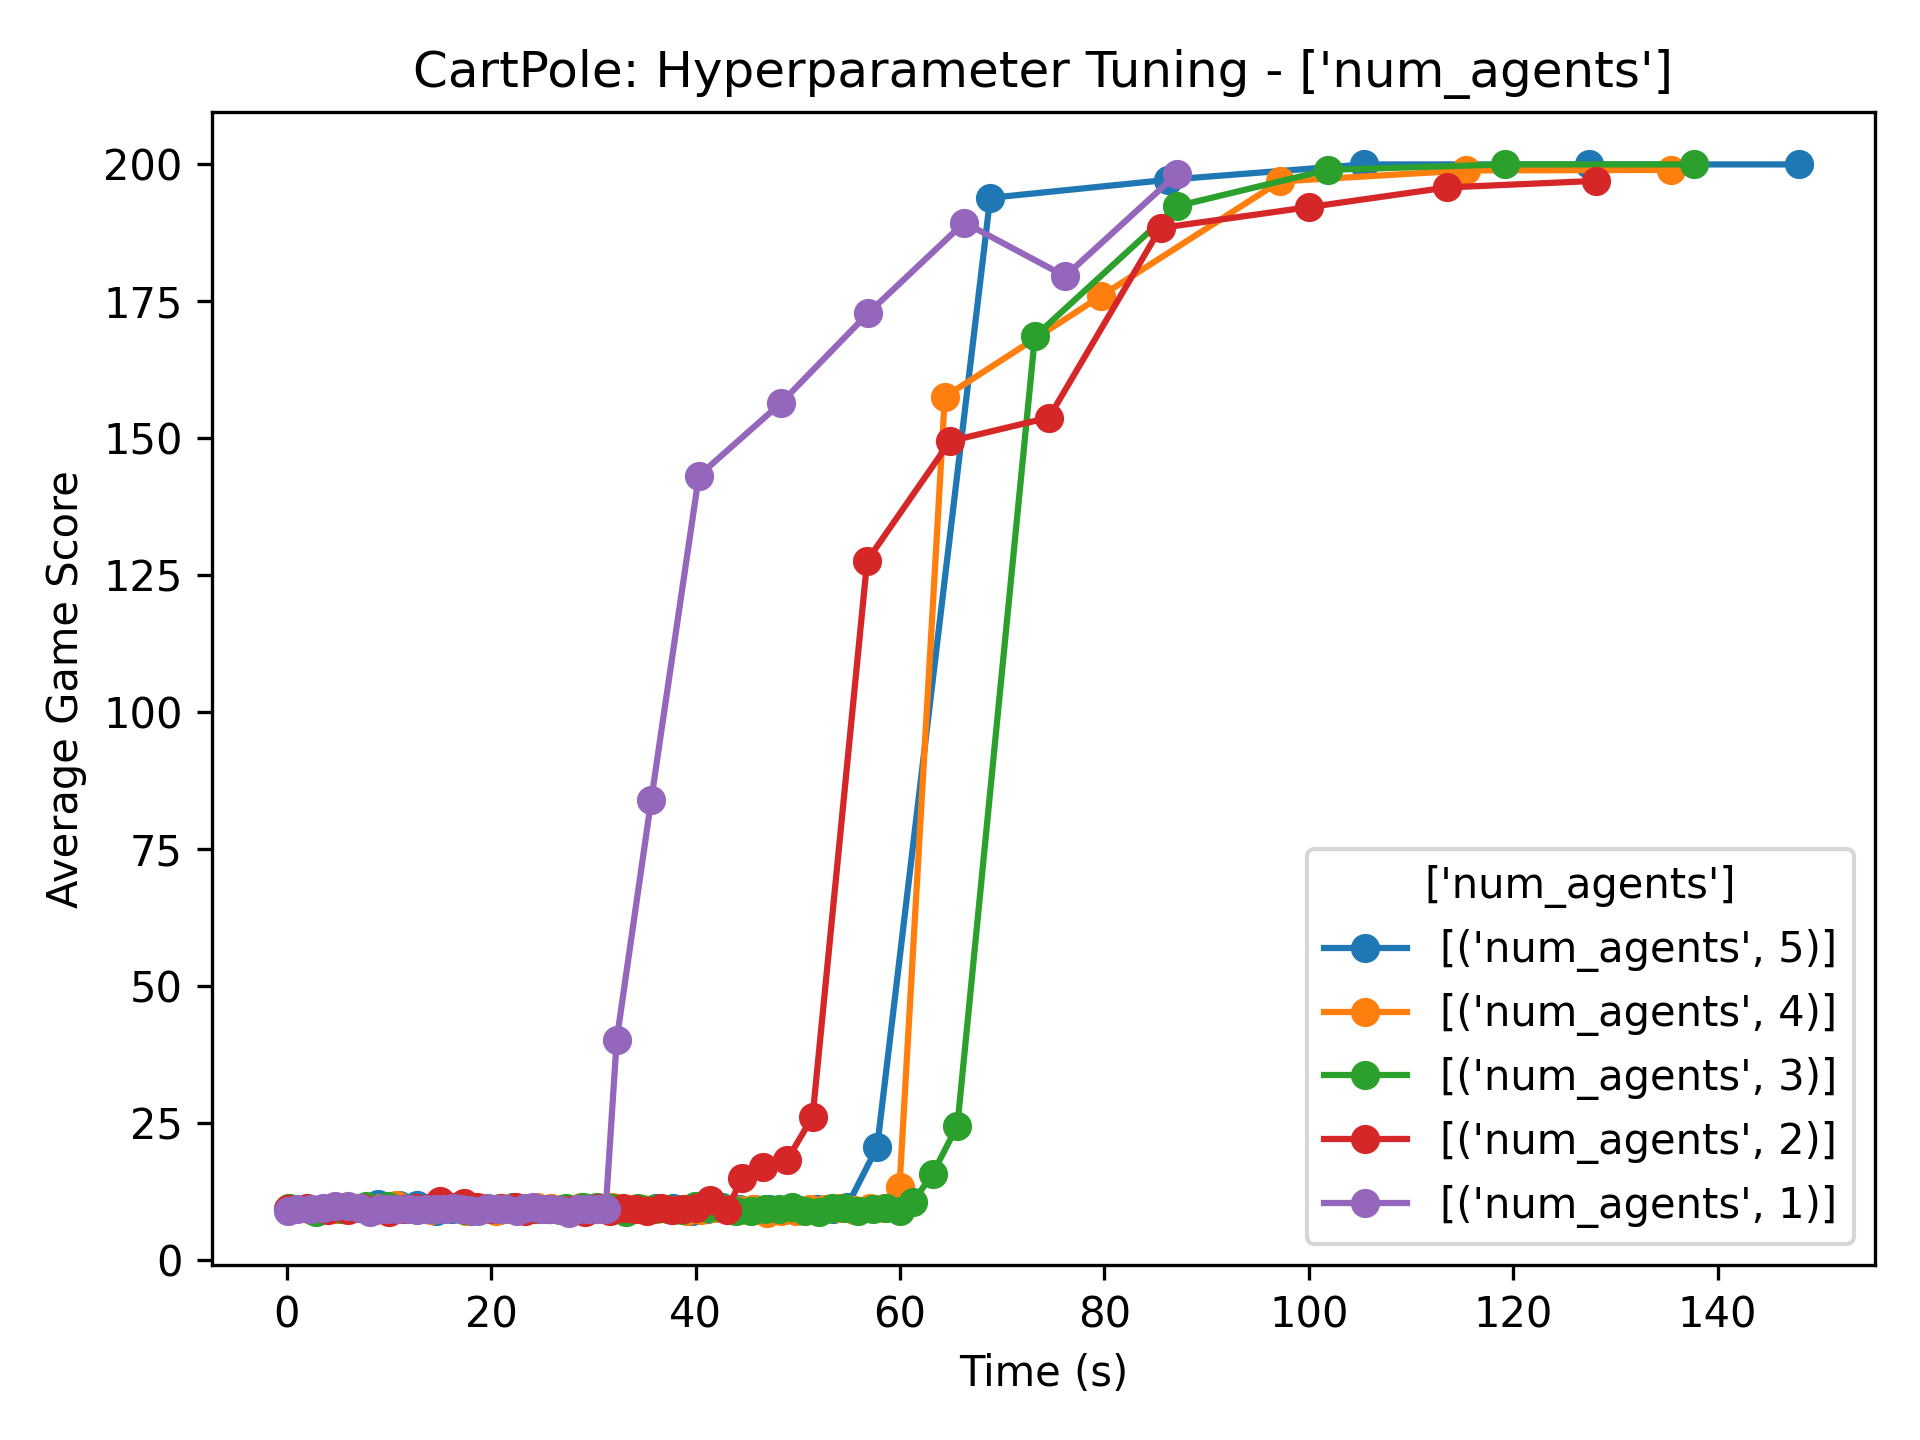 CartPole: Hyperparameter Tuning - ['num_agents']
200
175
150
125
100
75
50
25
0
Average Game Score
0 20 40 60 80 100 120 140
Time (s)
['num_agents']
[('num_agents', 5)]
[('num_agents', 4)]
[('num_agents', 3)]
[('num_agents', 2)]
[('num_agents', 1)]